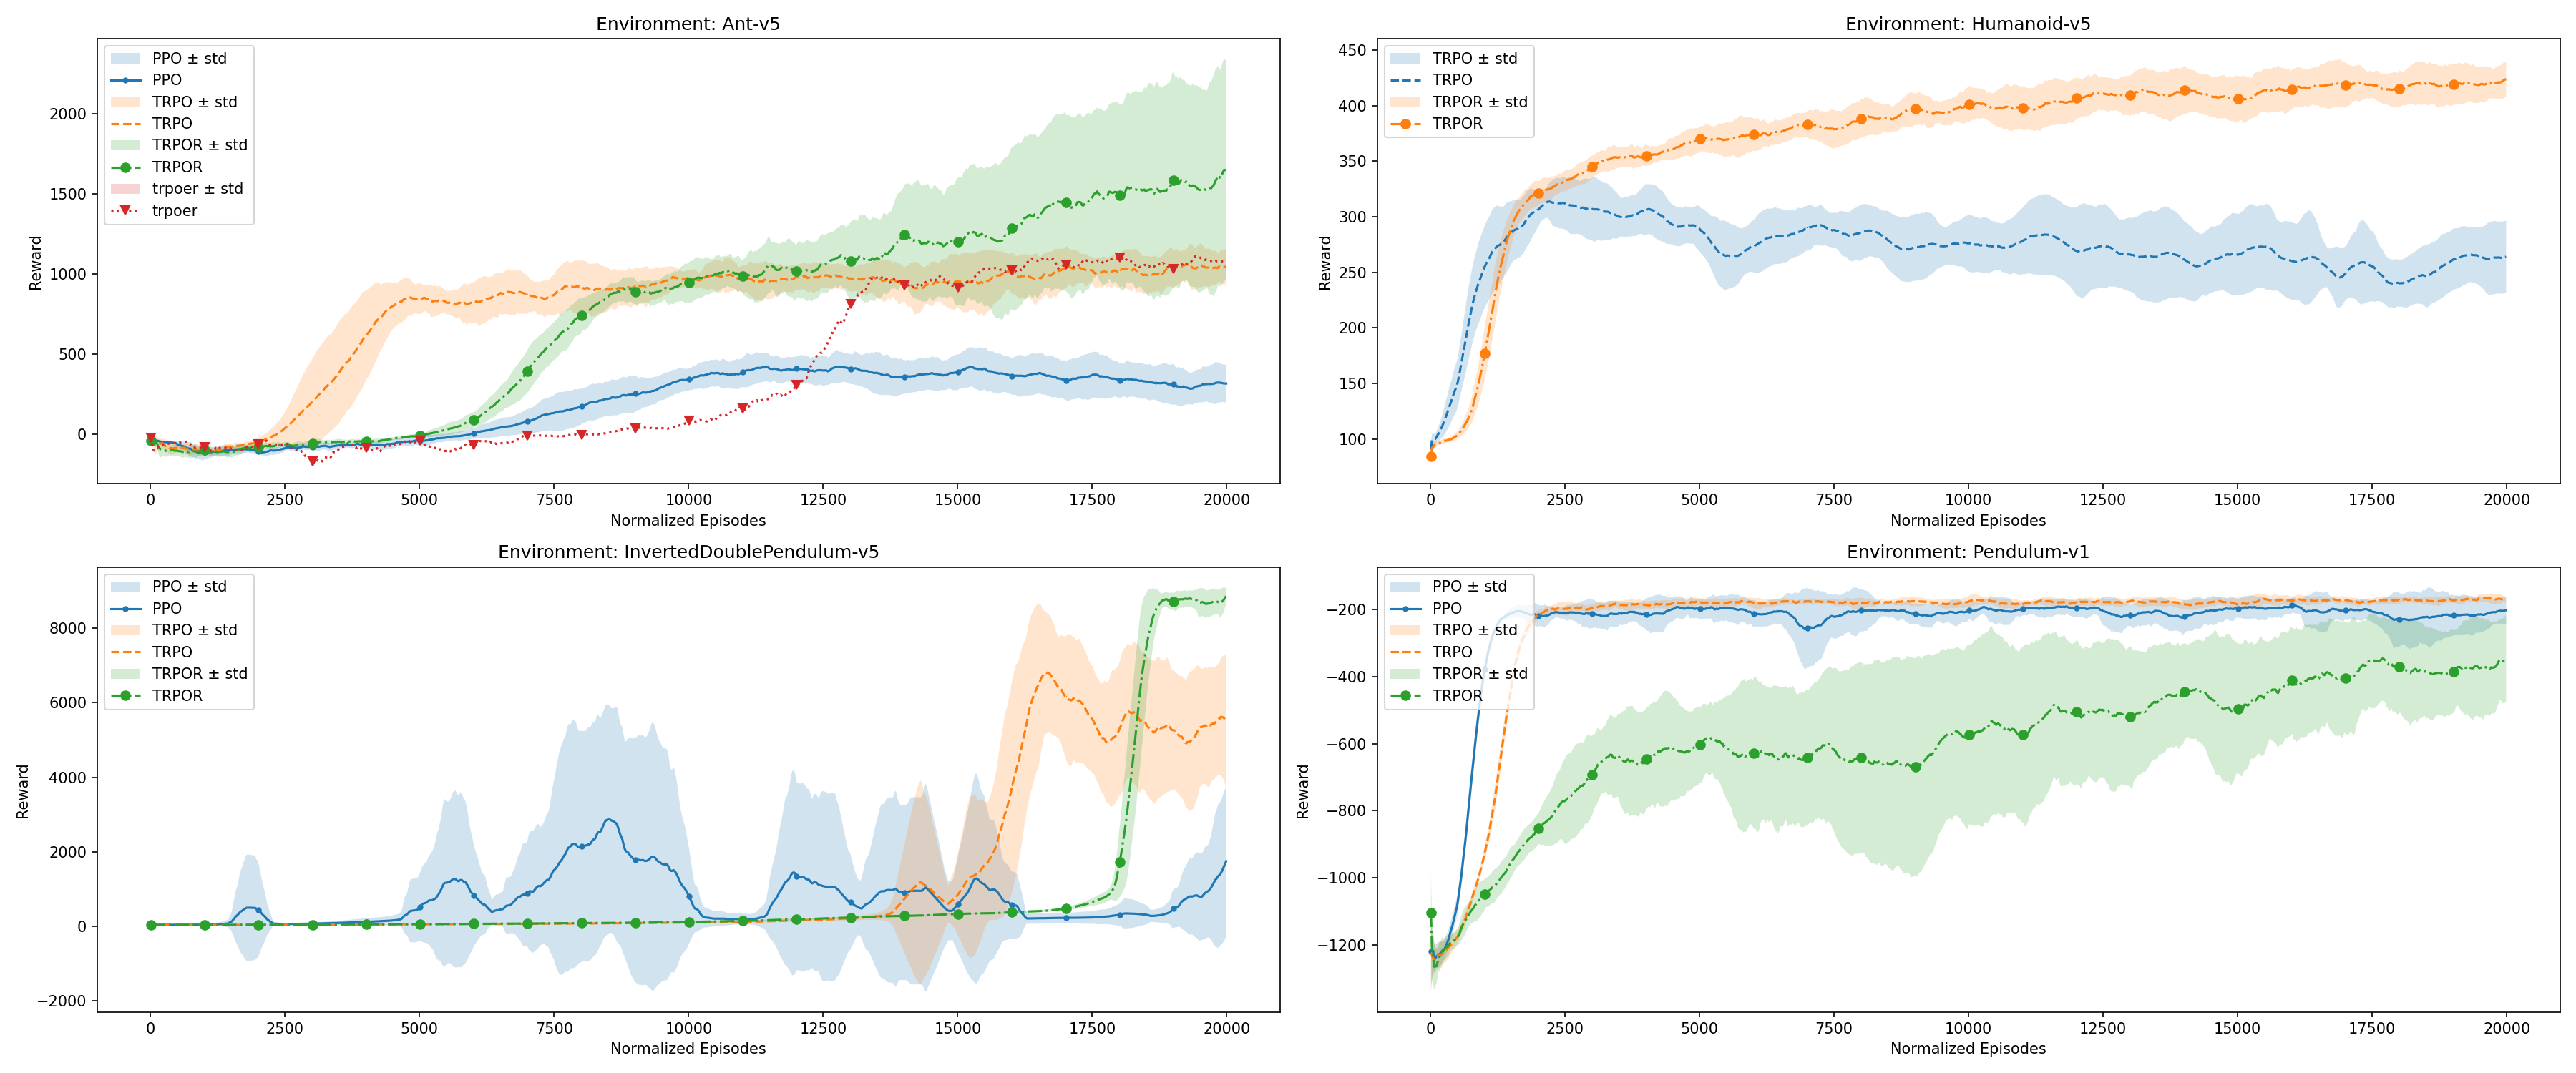 Environment: Ant-v5
PPO ± std
PPO
TRPO ± std
TRPO
TRPOR ± std
TRPOR
trpoer ± std
trpoer
Reward
2000
1500
1000
500
0
0 2500 5000 7500 10000 12500 15000 17500 20000
Normalized Episodes
Environment: Humanoid-v5
TRPO ± std
TRPO
TRPOR ± std
TRPOR
Reward
450
400
350
300
250
200
150
100
0 2500 5000 7500 10000 12500 15000 17500 20000
Normalized Episodes
Environment: InvertedDoublePendulum-v5
PPO ± std
PPO
TRPO ± std
TRPO
TRPOR ± std
TRPOR
Reward
8000
6000
4000
2000
0
−2000
0 2500 5000 7500 10000 12500 15000 17500 20000
Normalized Episodes
Environment: Pendulum-v1
PPO ± std
PPO
TRPO ± std
TRPO
TRPOR ± std
TRPOR
Reward
−200
−400
−600
−800
−1000
−1200
0 2500 5000 7500 10000 12500 15000 17500 20000
Normalized Episodes